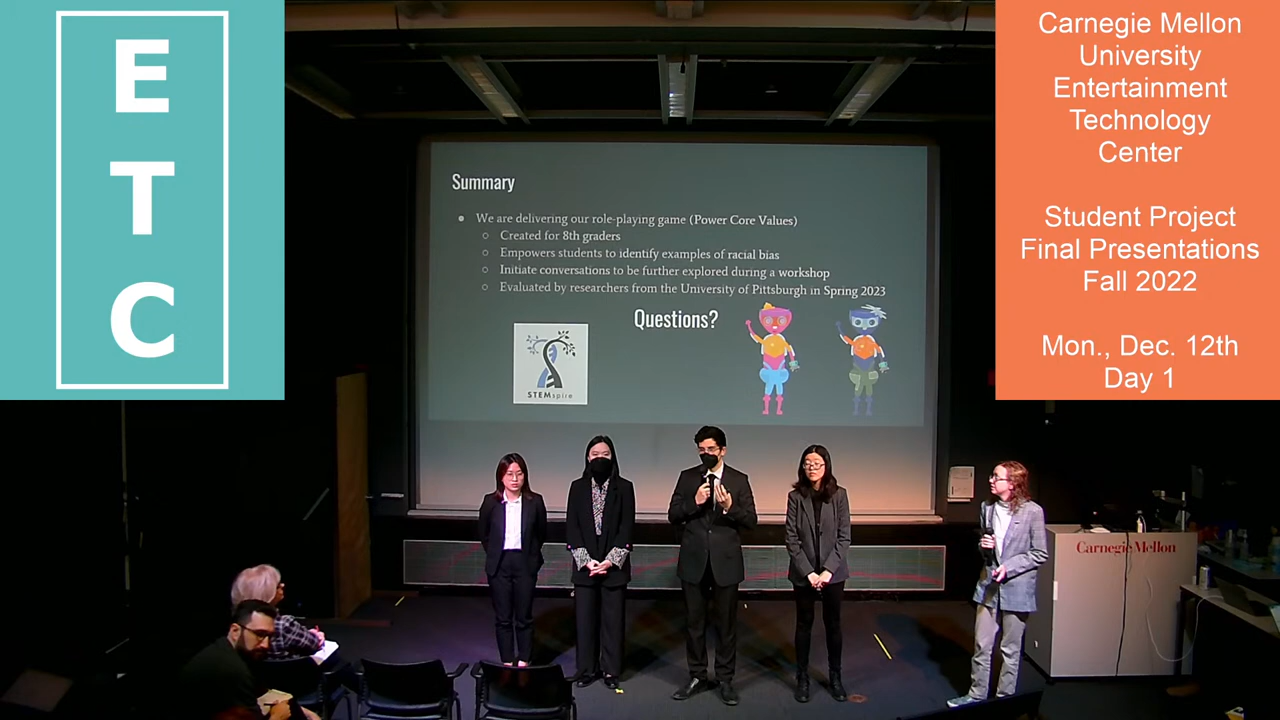 E
T
C
Carnegie Mellon
University
Entertainment
Technology
Center
Student Project
Final Presentations
Fall 2022
Mon., Dec. 12th
Day 1
Summary
We are delivering our role-playing game (Power Core Values)
Created for 8th graders
Empowers students to identify examples of racial bias
Initiate conversations to be further explored during a workshop
Evaluated by researchers from the University of Pittsburgh in Spring 2023
Questions?
STEMspire
Carnegie Mellon